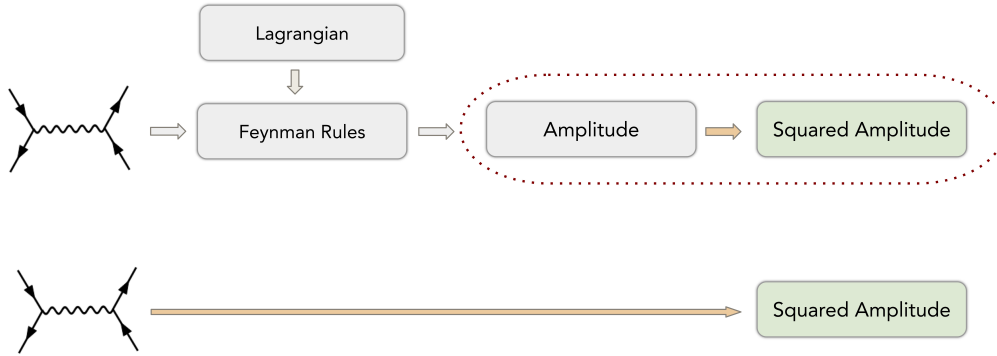 Lagrangian
Feynman Rules
Amplitude
Squared Amplitude
Squared Amplitude